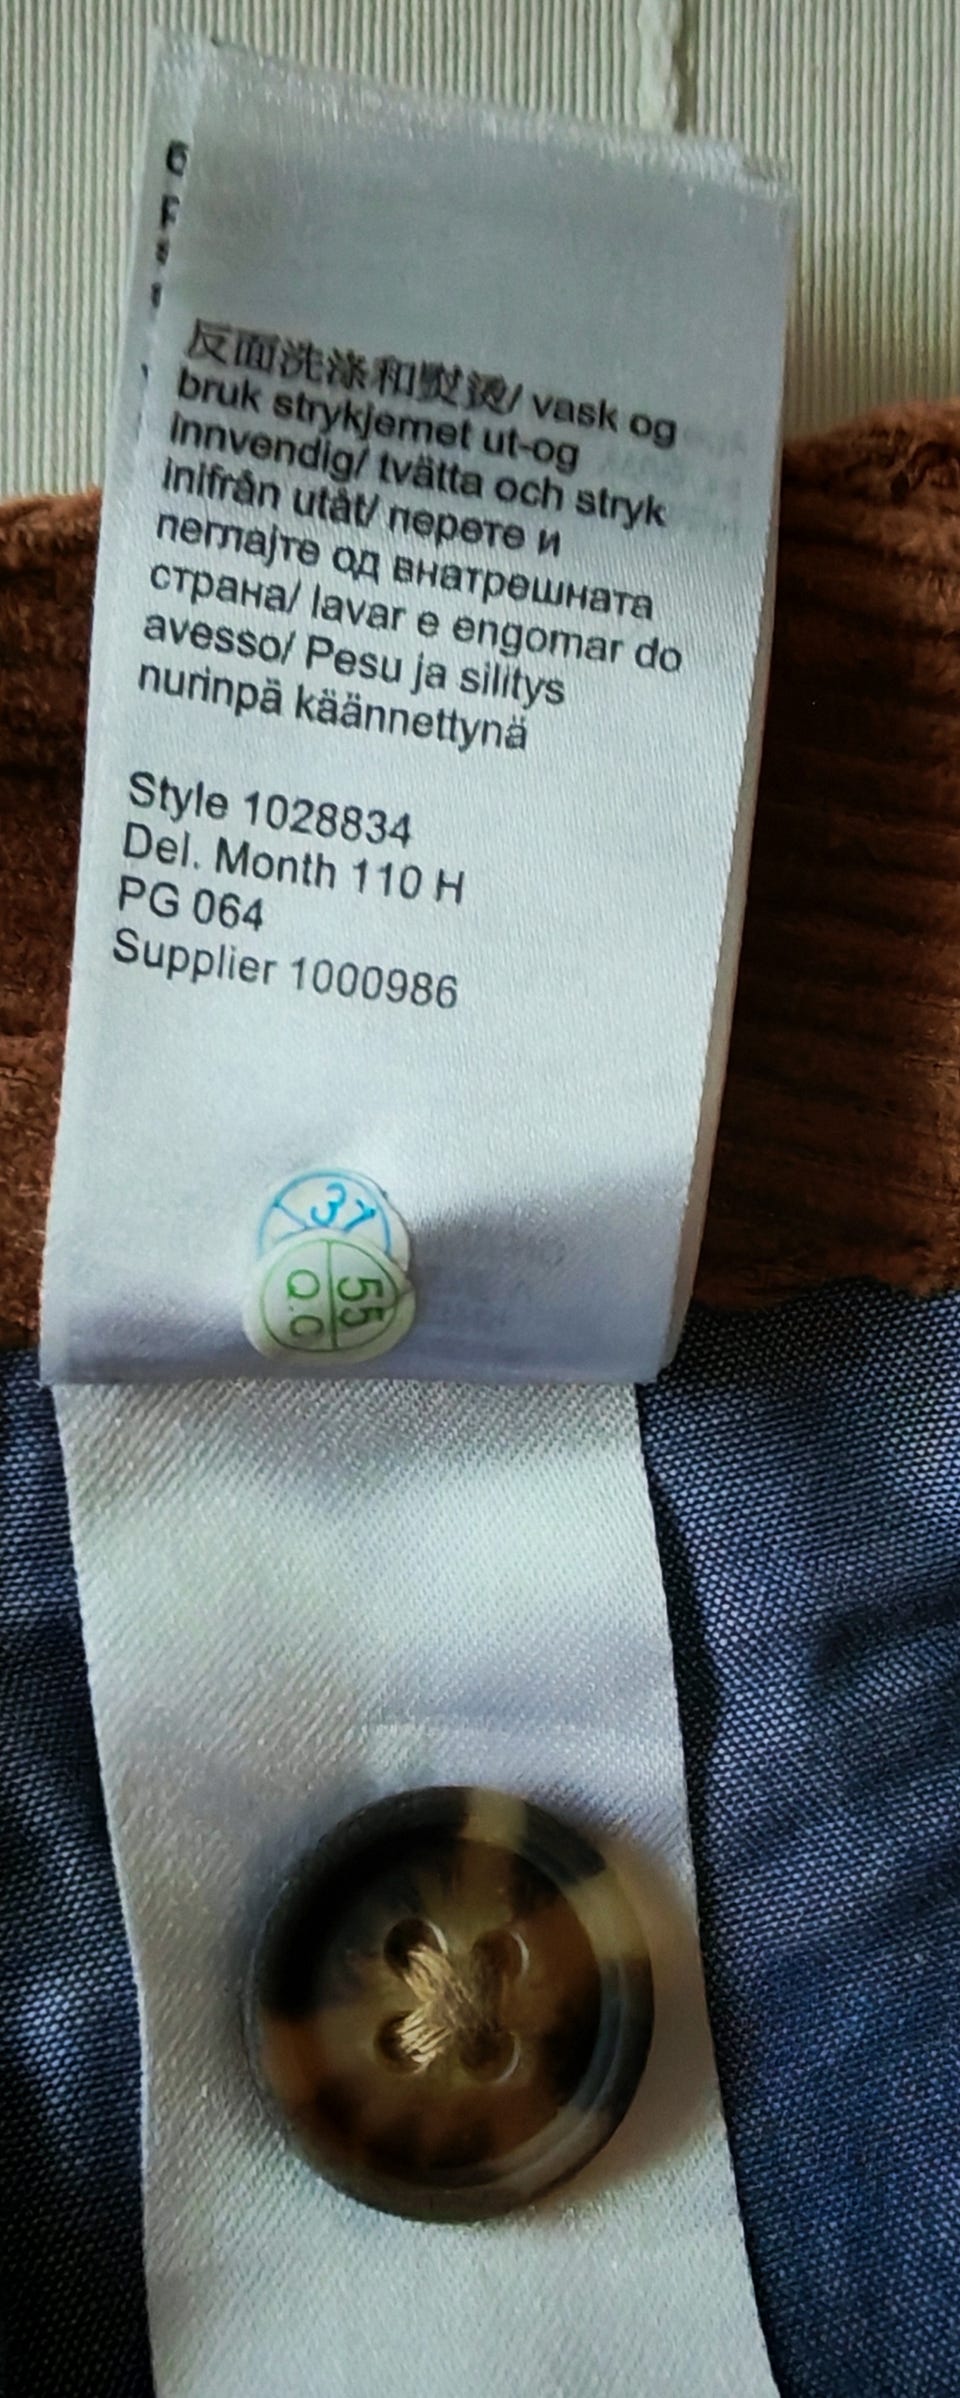 反面洗涤和熨烫/ vask og
bruk strykjernet ut-og
innvendig/ tvätta och stryk
inifrån utåt/ перете и
пеглајте од внатрешната
страна/ lavar e engomar do
avesso/ Pesu ja silitys
nurinpä käännettynä
Style 1028834
Del. Month 110 H
PG 064
Supplier 1000986
37
55
Q.C